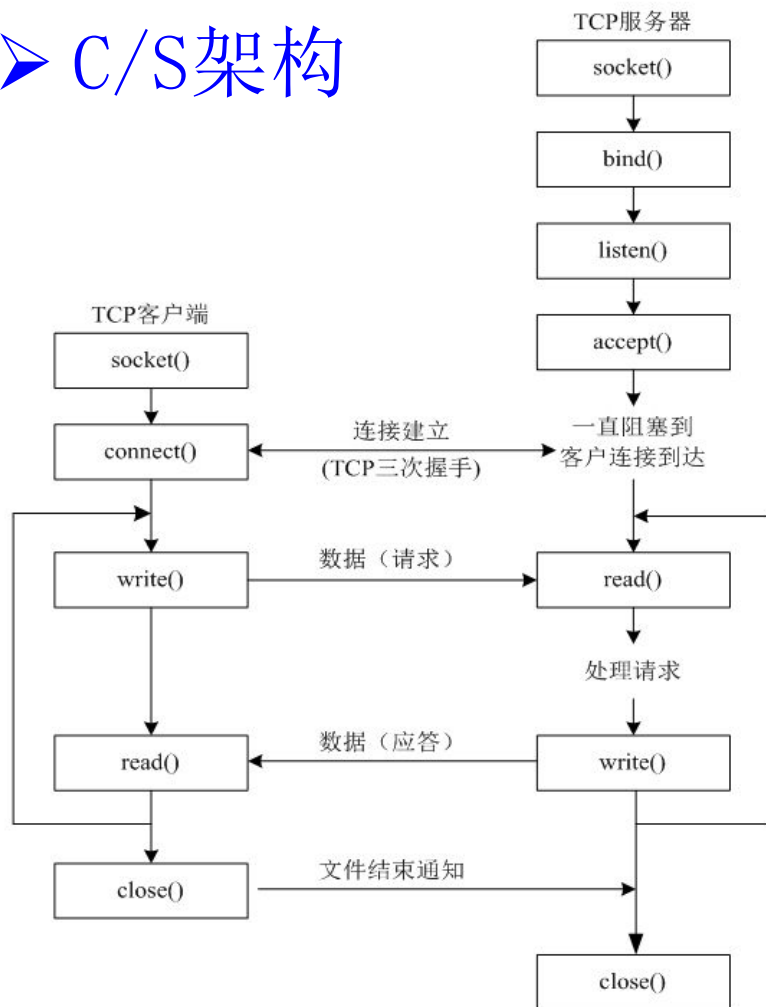 C/S架构
TCP服务器
socket()
bind()
listen()
accept()
一直阻塞到
客户连接到达
TCP客户端
socket()
connect()
连接建立
(TCP三次握手)
write()
数据（请求）
read()
处理请求
read()
数据（应答）
write()
close()
文件结束通知
close()